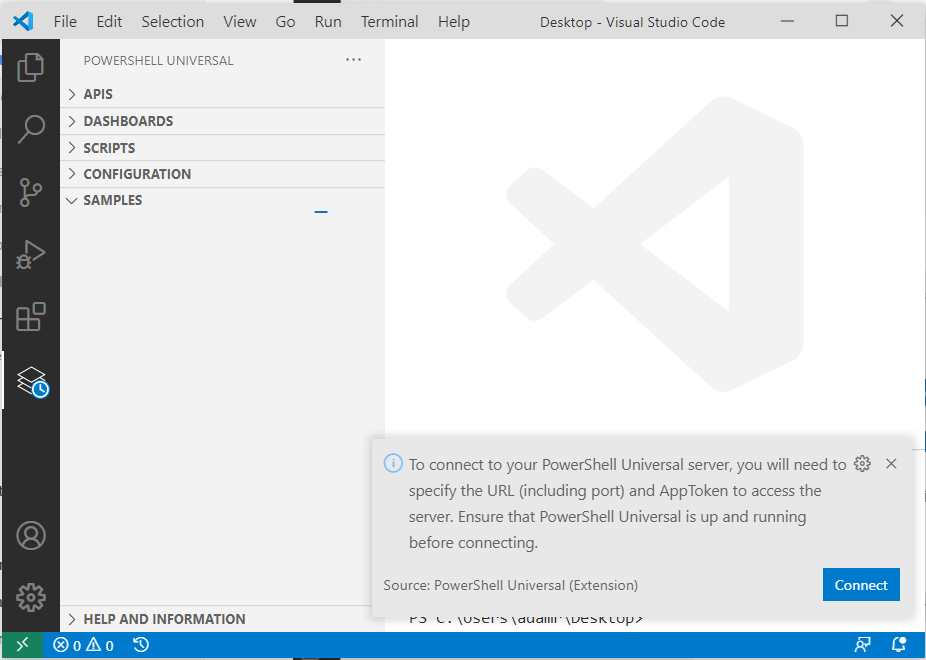 File Edit Selection View Go Run Terminal Help Desktop - Visual Studio Code
POWERSHELL UNIVERSAL ...
APIS
DASHBOARDS
SCRIPTS
CONFIGURATION
SAMPLES
To connect to your PowerShell Universal server, you will need to
specify the URL (including port) and AppToken to access the
server. Ensure that PowerShell Universal is up and running
before connecting.
Source: PowerShell Universal (Extension) Connect
HELP AND INFORMATION
PS C:\Users\adamr\Desktop>
0 0